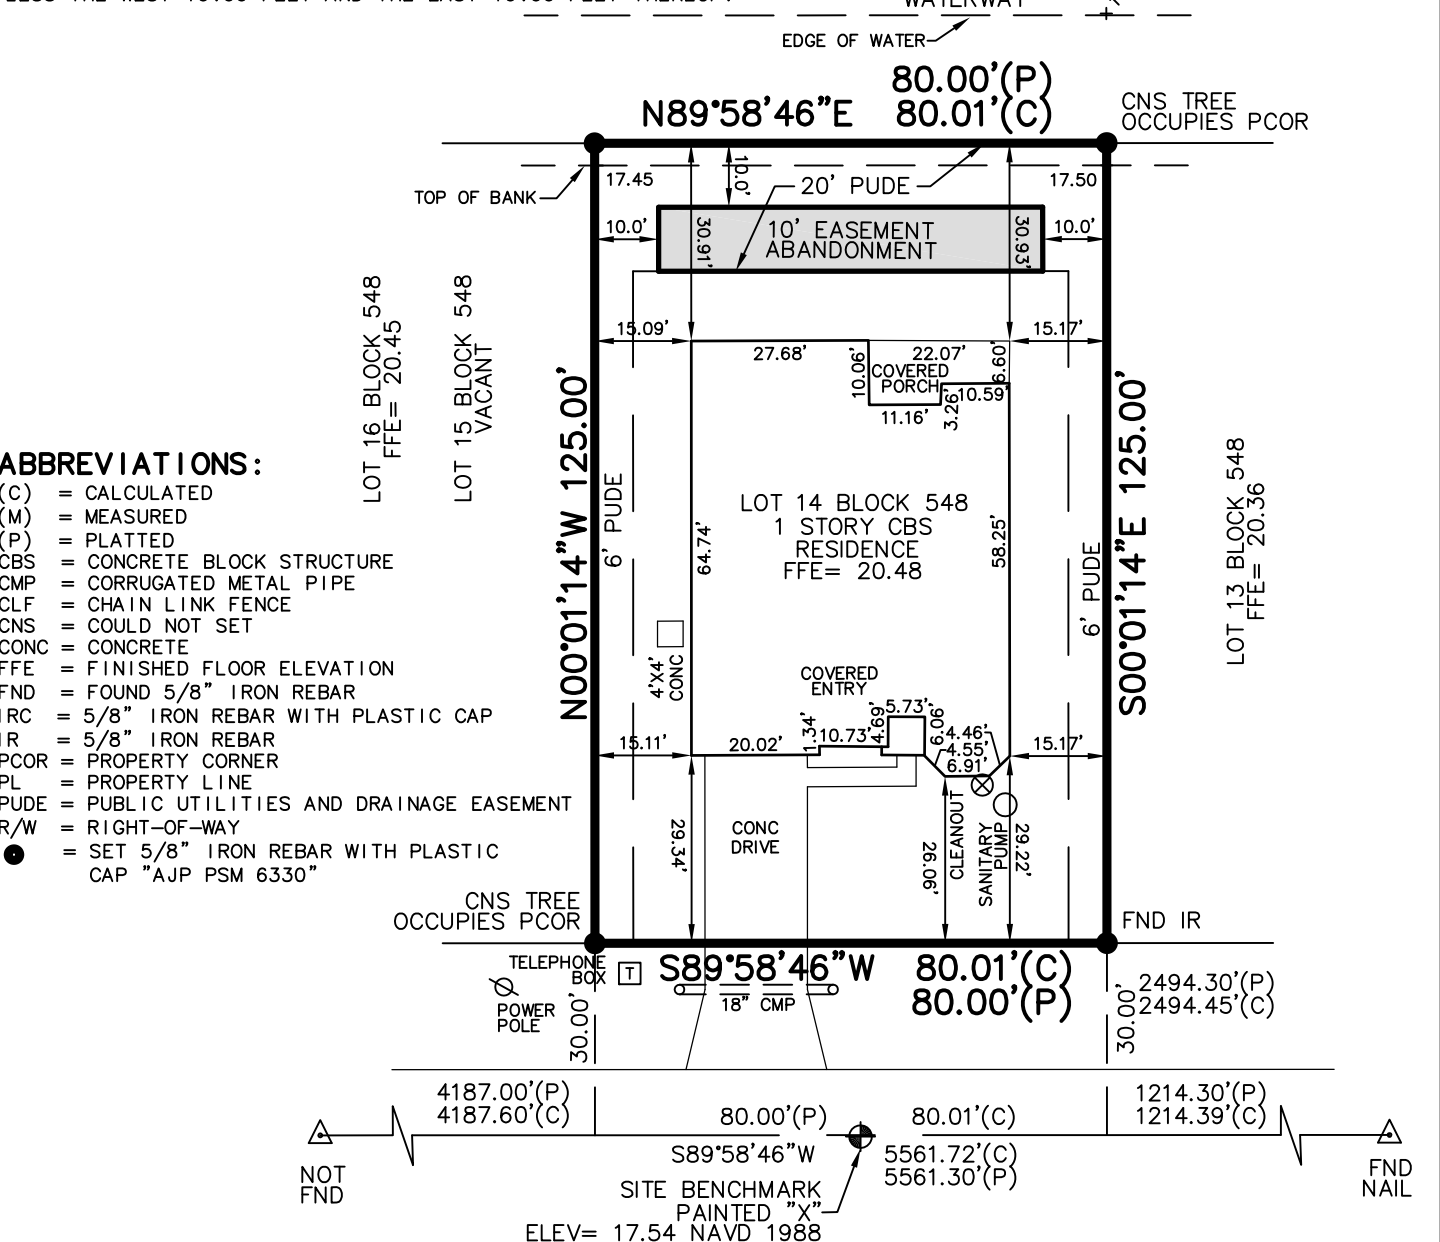 WATERWAY
EDGE OF WATER
80.00'(P)
N89°58'46"E 80.01'(C)
CNS TREE
OCCUPIES PCOR
TOP OF BANK
17.45
10.0'
20' PUDE
17.50
10.0'
30.91'
10' EASEMENT
ABANDONMENT
30.93'
10.0'
LOT 16 BLOCK 548
FFE= 20.45
LOT 15 BLOCK 548
VACANT
15.09'
15.17'
27.68'
10.06'
22.07'
6.60'
COVERED
PORCH
10.59'
11.16'
3.26'
N00°01'14"W 125.00'
6' PUDE
64.74'
LOT 14 BLOCK 548
1 STORY CBS
RESIDENCE
FFE= 20.48
58.25'
6' PUDE
S00°01'14"E 125.00'
LOT 13 BLOCK 548
FFE= 20.36
ABBREVIATIONS:
(C) = CALCULATED
(M) = MEASURED
(P) = PLATTED
CBS = CONCRETE BLOCK STRUCTURE
CMP = CORRUGATED METAL PIPE
CLF = CHAIN LINK FENCE
CNS = COULD NOT SET
CONC = CONCRETE
FFE = FINISHED FLOOR ELEVATION
FND = FOUND 5/8" IRON REBAR
IRC = 5/8" IRON REBAR WITH PLASTIC CAP
IR = 5/8" IRON REBAR
PCOR = PROPERTY CORNER
PL = PROPERTY LINE
PUDE = PUBLIC UTILITIES AND DRAINAGE EASEMENT
R/W = RIGHT-OF-WAY
= SET 5/8" IRON REBAR WITH PLASTIC
CAP "AJP PSM 6330"
4'X4'
CONC
COVERED
ENTRY
15.11'
20.02'
1.34'
10.73'
4.69'
5.73'
6.06'
4.46'
4.55'
6.91'
15.17'
29.34'
CONC
DRIVE
26.06'
CLEANOUT
SANITARY
PUMP
29.22'
CNS TREE
OCCUPIES PCOR
FND IR
TELEPHONE
BOX
T
S89°58'46"W 80.01'(C)
80.00'(P)
18" CMP
POWER
POLE
30.00'
30.00'
2494.30'(P)
2494.45'(C)
4187.00'(P)
4187.60'(C)
80.00'(P)
80.01'(C)
1214.30'(P)
1214.39'(C)
S89°58'46"W
5561.72'(C)
5561.30'(P)
NOT
FND
FND
NAIL
SITE BENCHMARK
PAINTED "X"
ELEV= 17.54 NAVD 1988